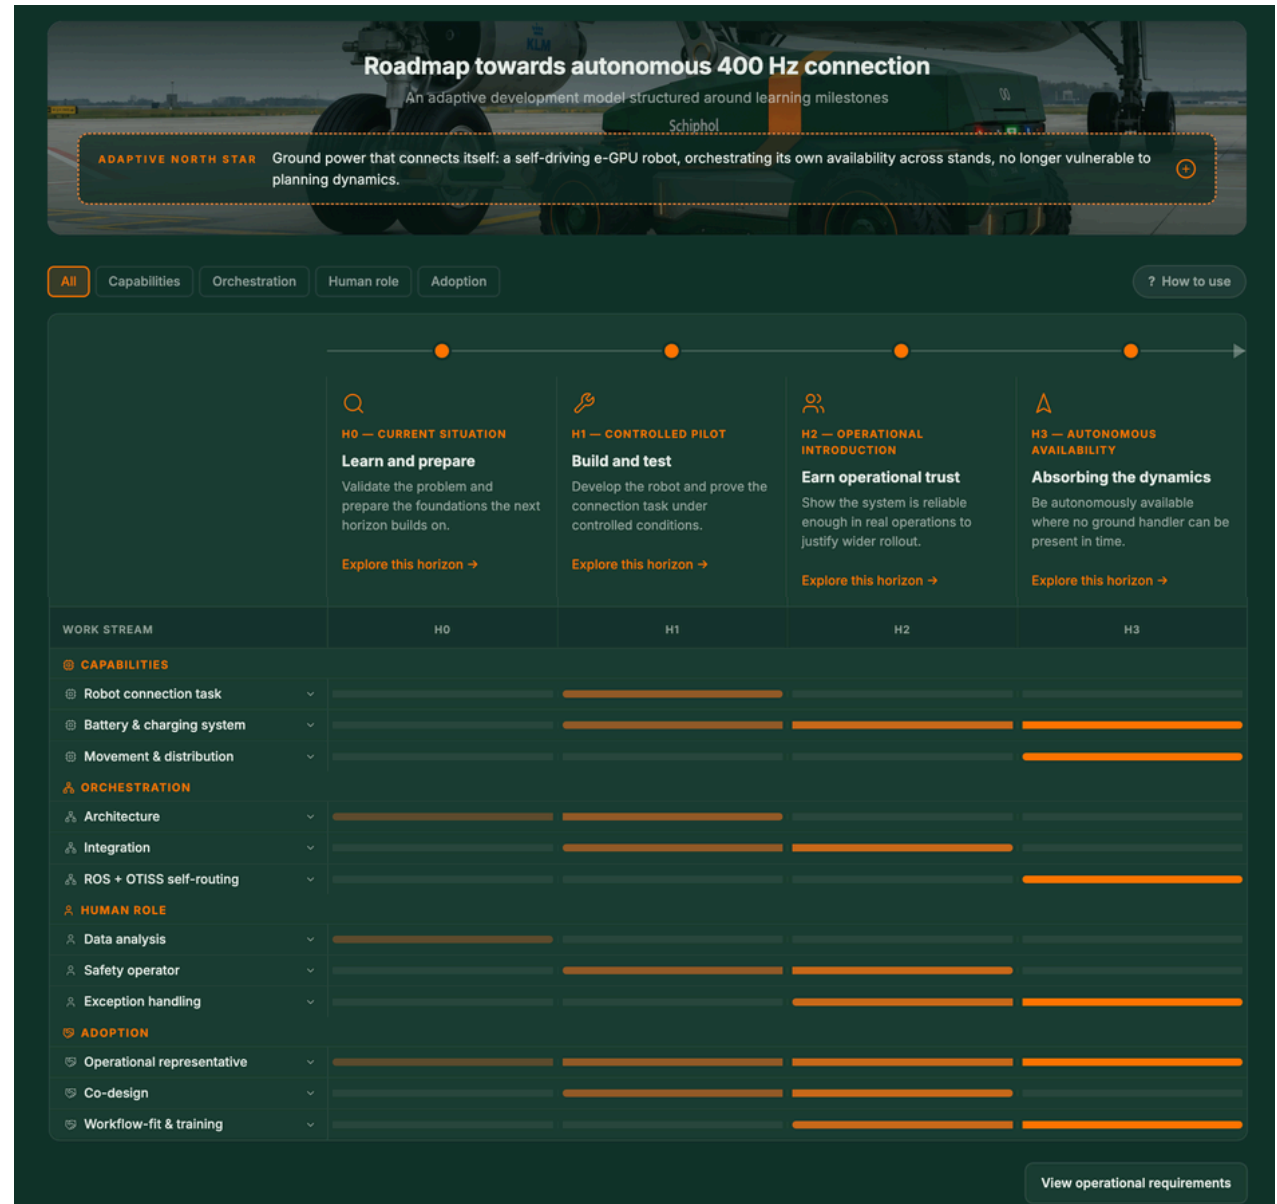 KLM
Roadmap towards autonomous 400 Hz connection
An adaptive development model structured around learning milestones
Schiphol
ADAPTIVE NORTH STAR
Ground power that connects itself: a self-driving e-GPU robot, orchestrating its own availability across stands, no longer vulnerable to
planning dynamics.
All
Capabilities
Orchestration
Human role
Adoption
? How to use
H0 — CURRENT SITUATION
Learn and prepare
Validate the problem and
prepare the foundations the next
horizon builds on.
Explore this horizon →
H1 — CONTROLLED PILOT
Build and test
Develop the robot and prove the
connection task under
controlled conditions.
Explore this horizon →
H2 — OPERATIONAL
INTRODUCTION
Earn operational trust
Show the system is reliable
enough in real operations to
justify wider rollout.
Explore this horizon →
H3 — AUTONOMOUS
AVAILABILITY
Absorbing the dynamics
Be autonomously available
where no ground handler can be
present in time.
Explore this horizon →
WORK STREAM
H0
H1
H2
H3
CAPABILITIES
Robot connection task
Battery & charging system
Movement & distribution
ORCHESTRATION
Architecture
Integration
ROS + OTISS self-routing
HUMAN ROLE
Data analysis
Safety operator
Exception handling
ADOPTION
Operational representative
Co-design
Workflow-fit & training
View operational requirements